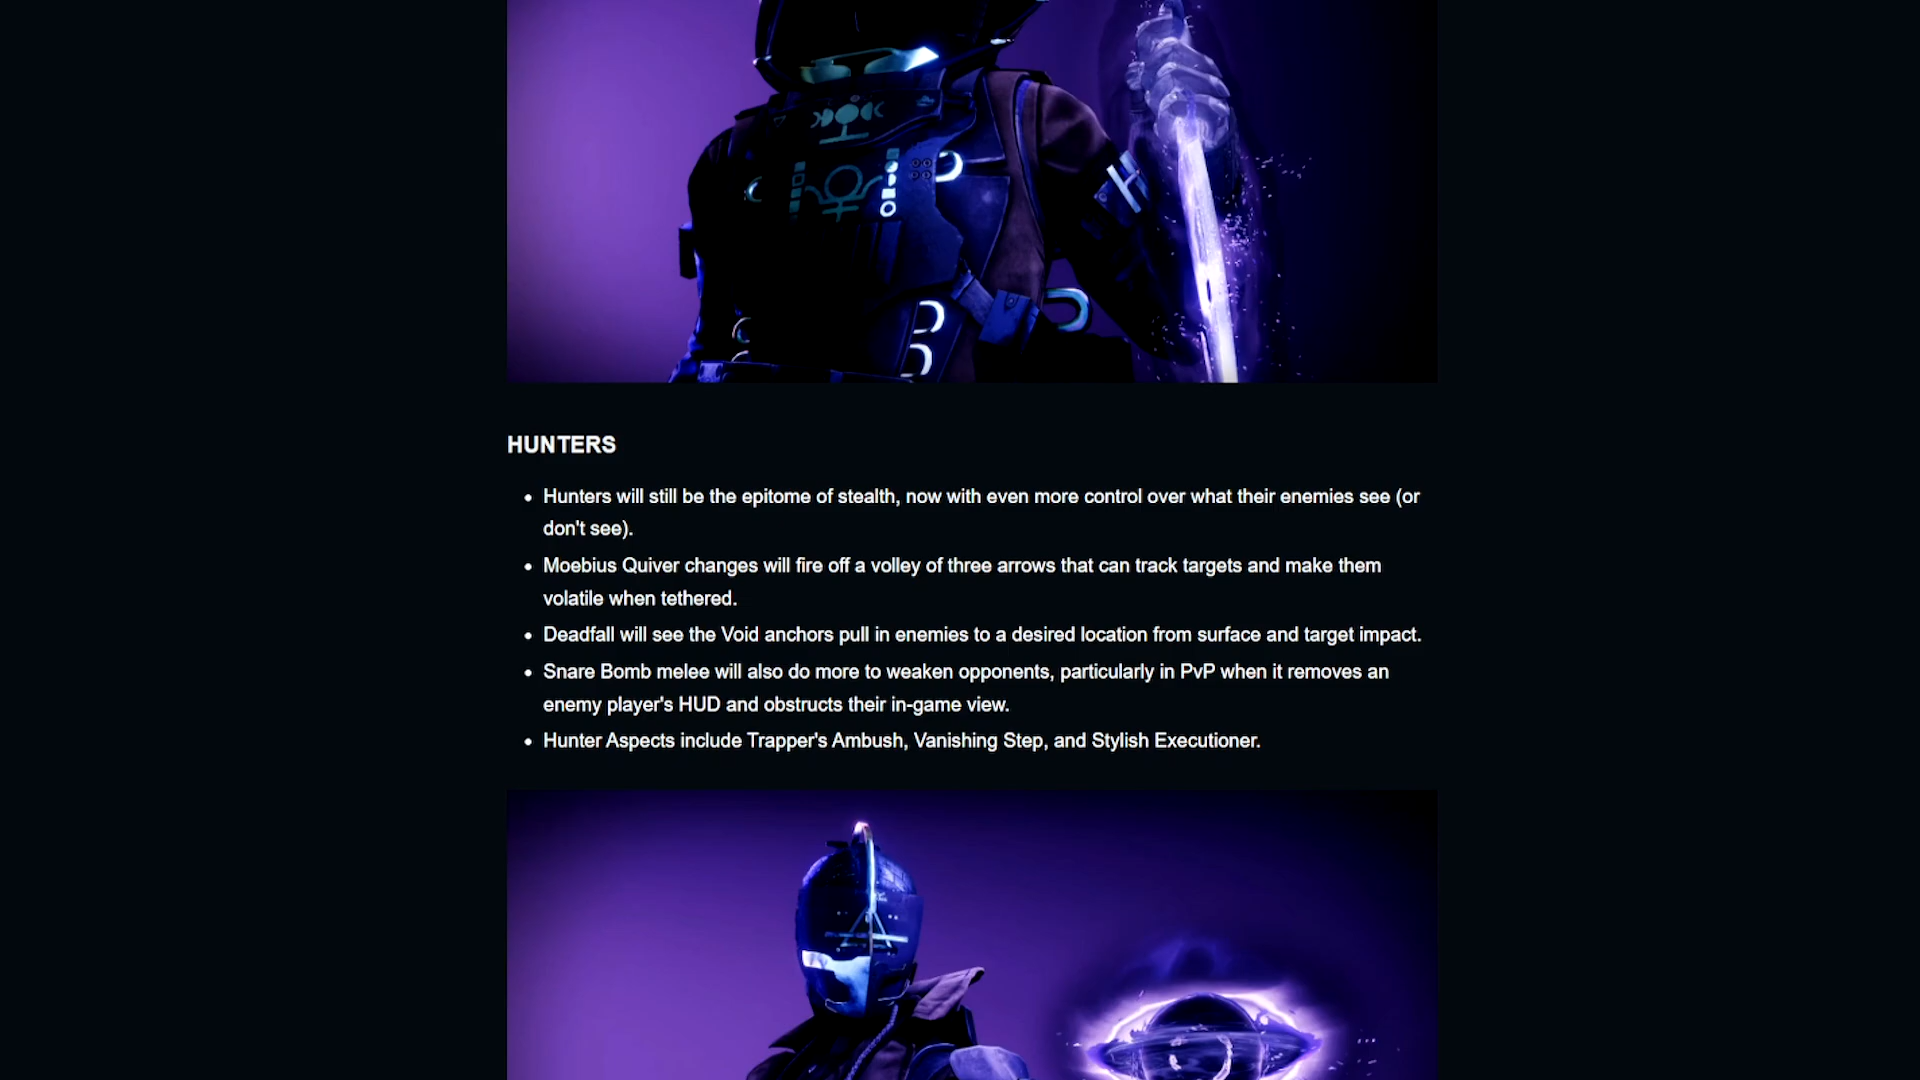 HUNTERS
• Hunters will still be the epitome of stealth, now with even more control over what their enemies see (or
don't see).
• Moebius Quiver changes will fire off a volley of three arrows that can track targets and make them
volatile when tethered.
• Deadfall will see the Void anchors pull in enemies to a desired location from surface and target impact.
• Snare Bomb melee will also do more to weaken opponents, particularly in PvP when it removes an
enemy player's HUD and obstructs their in-game view.
• Hunter Aspects include Trapper's Ambush, Vanishing Step, and Stylish Executioner.